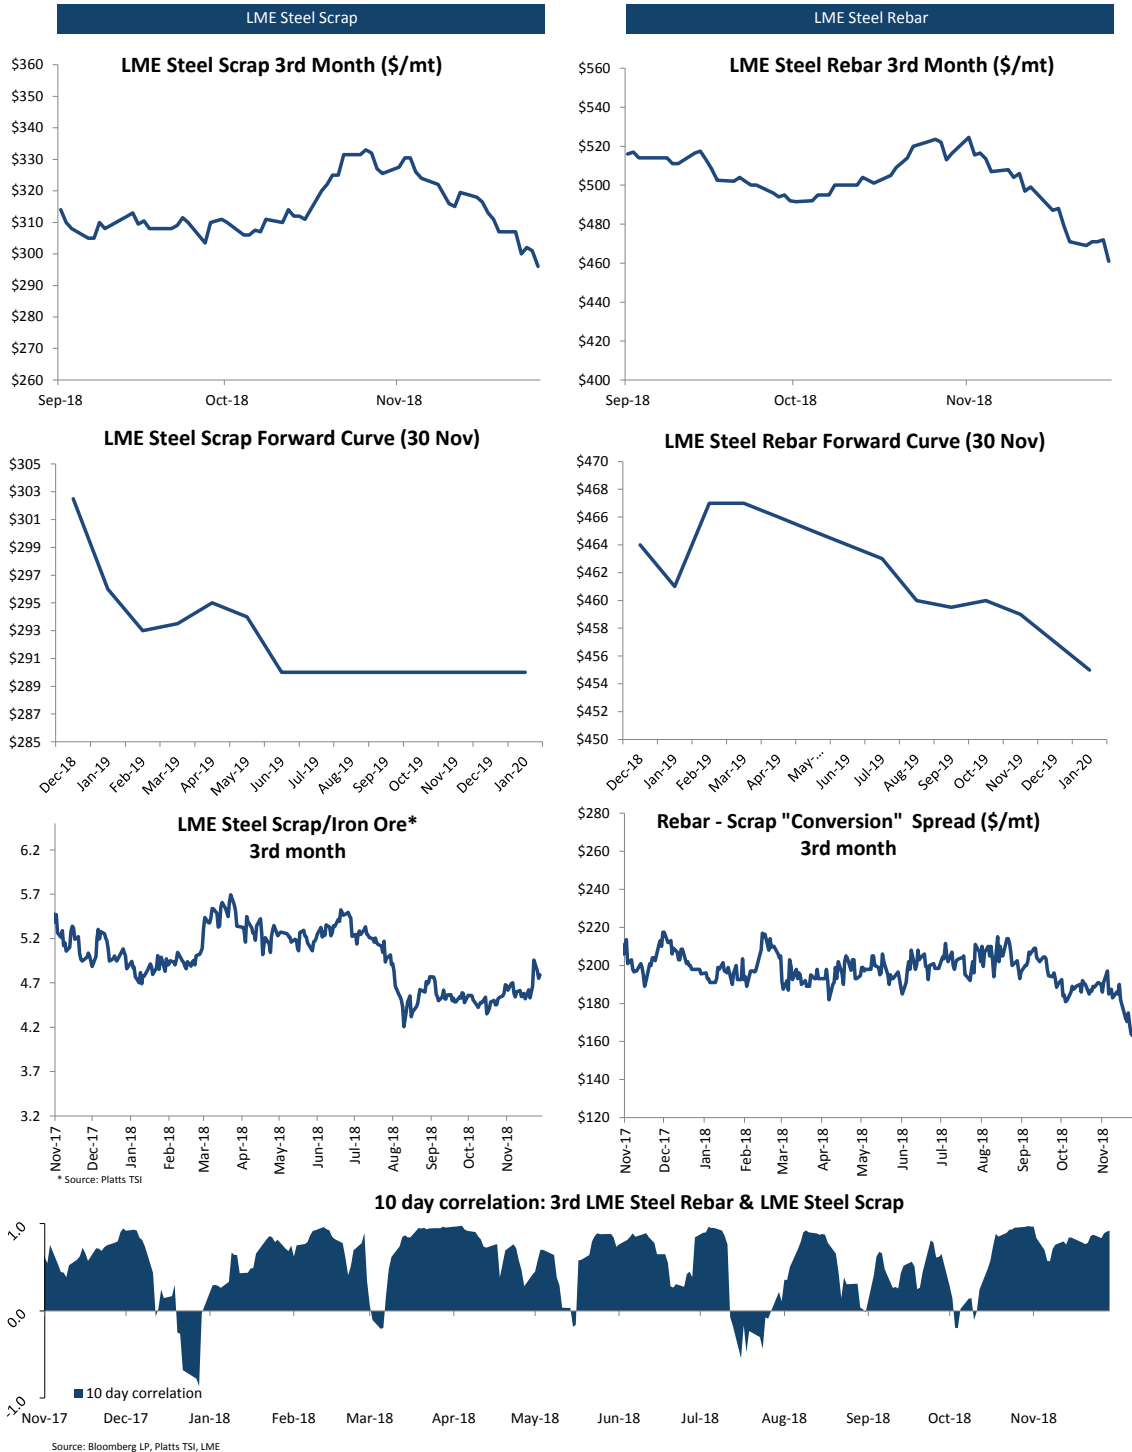 LME Steel Scrap
LME Steel Rebar
LME Steel Scrap 3rd Month ($/mt)
$360
$350
$340
$330
$320
$310
$300
$290
$280
$270
$260
Sep-18 Oct-18 Nov-18
LME Steel Rebar 3rd Month ($/mt)
$560
$540
$520
$500
$480
$460
$440
$420
$400
Sep-18 Oct-18 Nov-18
LME Steel Scrap Forward Curve (30 Nov)
$305
$303
$301
$299
$297
$295
$293
$291
$289
$287
$285
Dec-18 Jan-19 Feb-19 Mar-19 Apr-19 May-19 Jun-19 Jul-19 Aug-19 Sep-19 Oct-19 Nov-19 Dec-19 Jan-20
LME Steel Rebar Forward Curve (30 Nov)
$470
$468
$466
$464
$462
$460
$458
$456
$454
$452
$450
Dec-18 Jan-19 Feb-19 Mar-19 Apr-19 May-... Jun-19 Jul-19 Aug-19 Sep-19 Oct-19 Nov-19 Dec-19 Jan-20
LME Steel Scrap/Iron Ore*
3rd month
6.2
5.7
5.2
4.7
4.2
3.7
3.2
Nov-17 Dec-17 Jan-18 Feb-18 Mar-18 Apr-18 May-18 Jun-18 Jul-18 Aug-18 Sep-18 Oct-18 Nov-18
* Source: Platts TSI
Rebar - Scrap "Conversion" Spread ($/mt)
3rd month
$280
$260
$240
$220
$200
$180
$160
$140
$120
Nov-17 Dec-17 Jan-18 Feb-18 Mar-18 Apr-18 May-18 Jun-18 Jul-18 Aug-18 Sep-18 Oct-18 Nov-18
10 day correlation: 3rd LME Steel Rebar & LME Steel Scrap
1.0
0.0
-1.0
10 day correlation
Nov-17 Dec-17 Jan-18 Feb-18 Mar-18 Apr-18 May-18 Jun-18 Jul-18 Aug-18 Sep-18 Oct-18 Nov-18
Source: Bloomberg LP, Platts TSI, LME